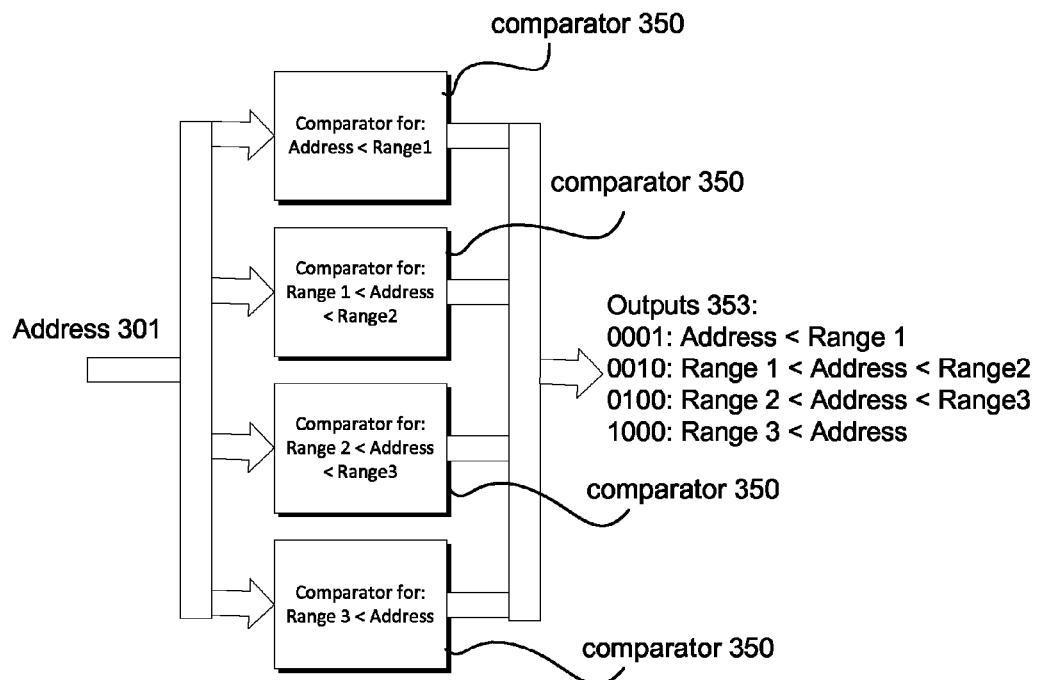 comparator 350
Comparator for:
Address < Range1
comparator 350
Comparator for:
Range 1 < Address
< Range2
Address 301
Outputs 353:
0001: Address < Range 1
0010: Range 1 < Address < Range2
0100: Range 2 < Address < Range3
1000: Range 3 < Address
Comparator for:
Range 2 < Address
< Range3
comparator 350
Comparator for:
Range 3 < Address
comparator 350